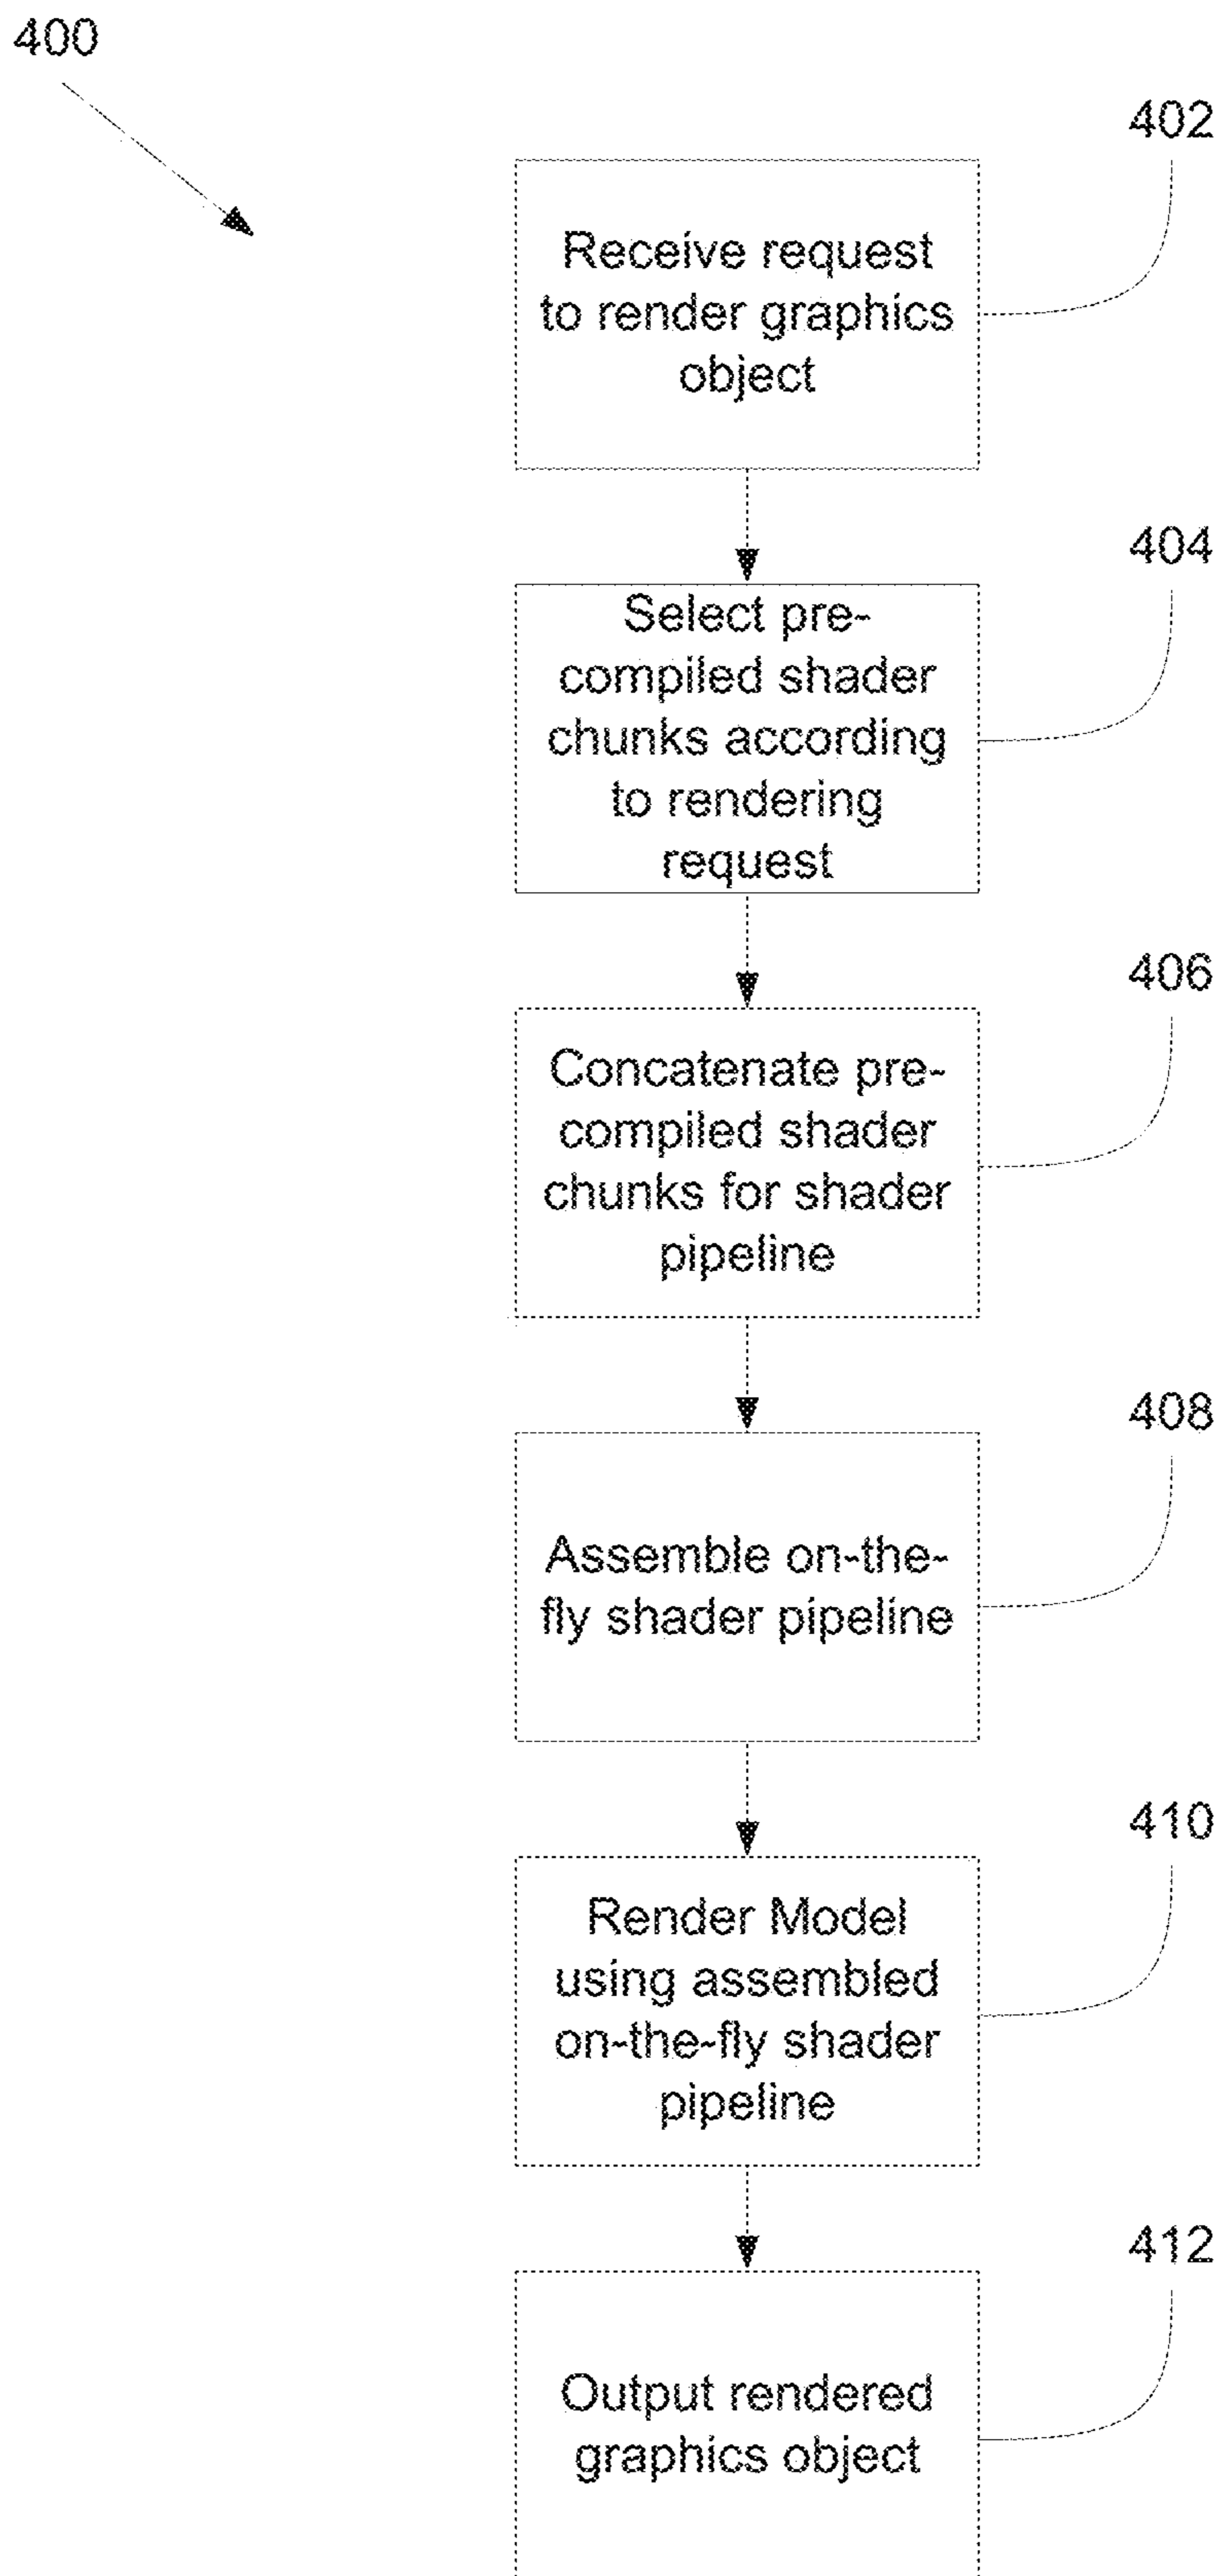 400
402
Receive request
to render graphics
object
404
Select pre-
compiled shader
chunks according
to rendering
request
406
Concatenate pre-
compiled shader
chunks for shader
pipeline
408
Assemble on-the-
fly shader pipeline
410
Render Model
using assembled
on-the-fly shader
pipeline
412
Output rendered
graphics object